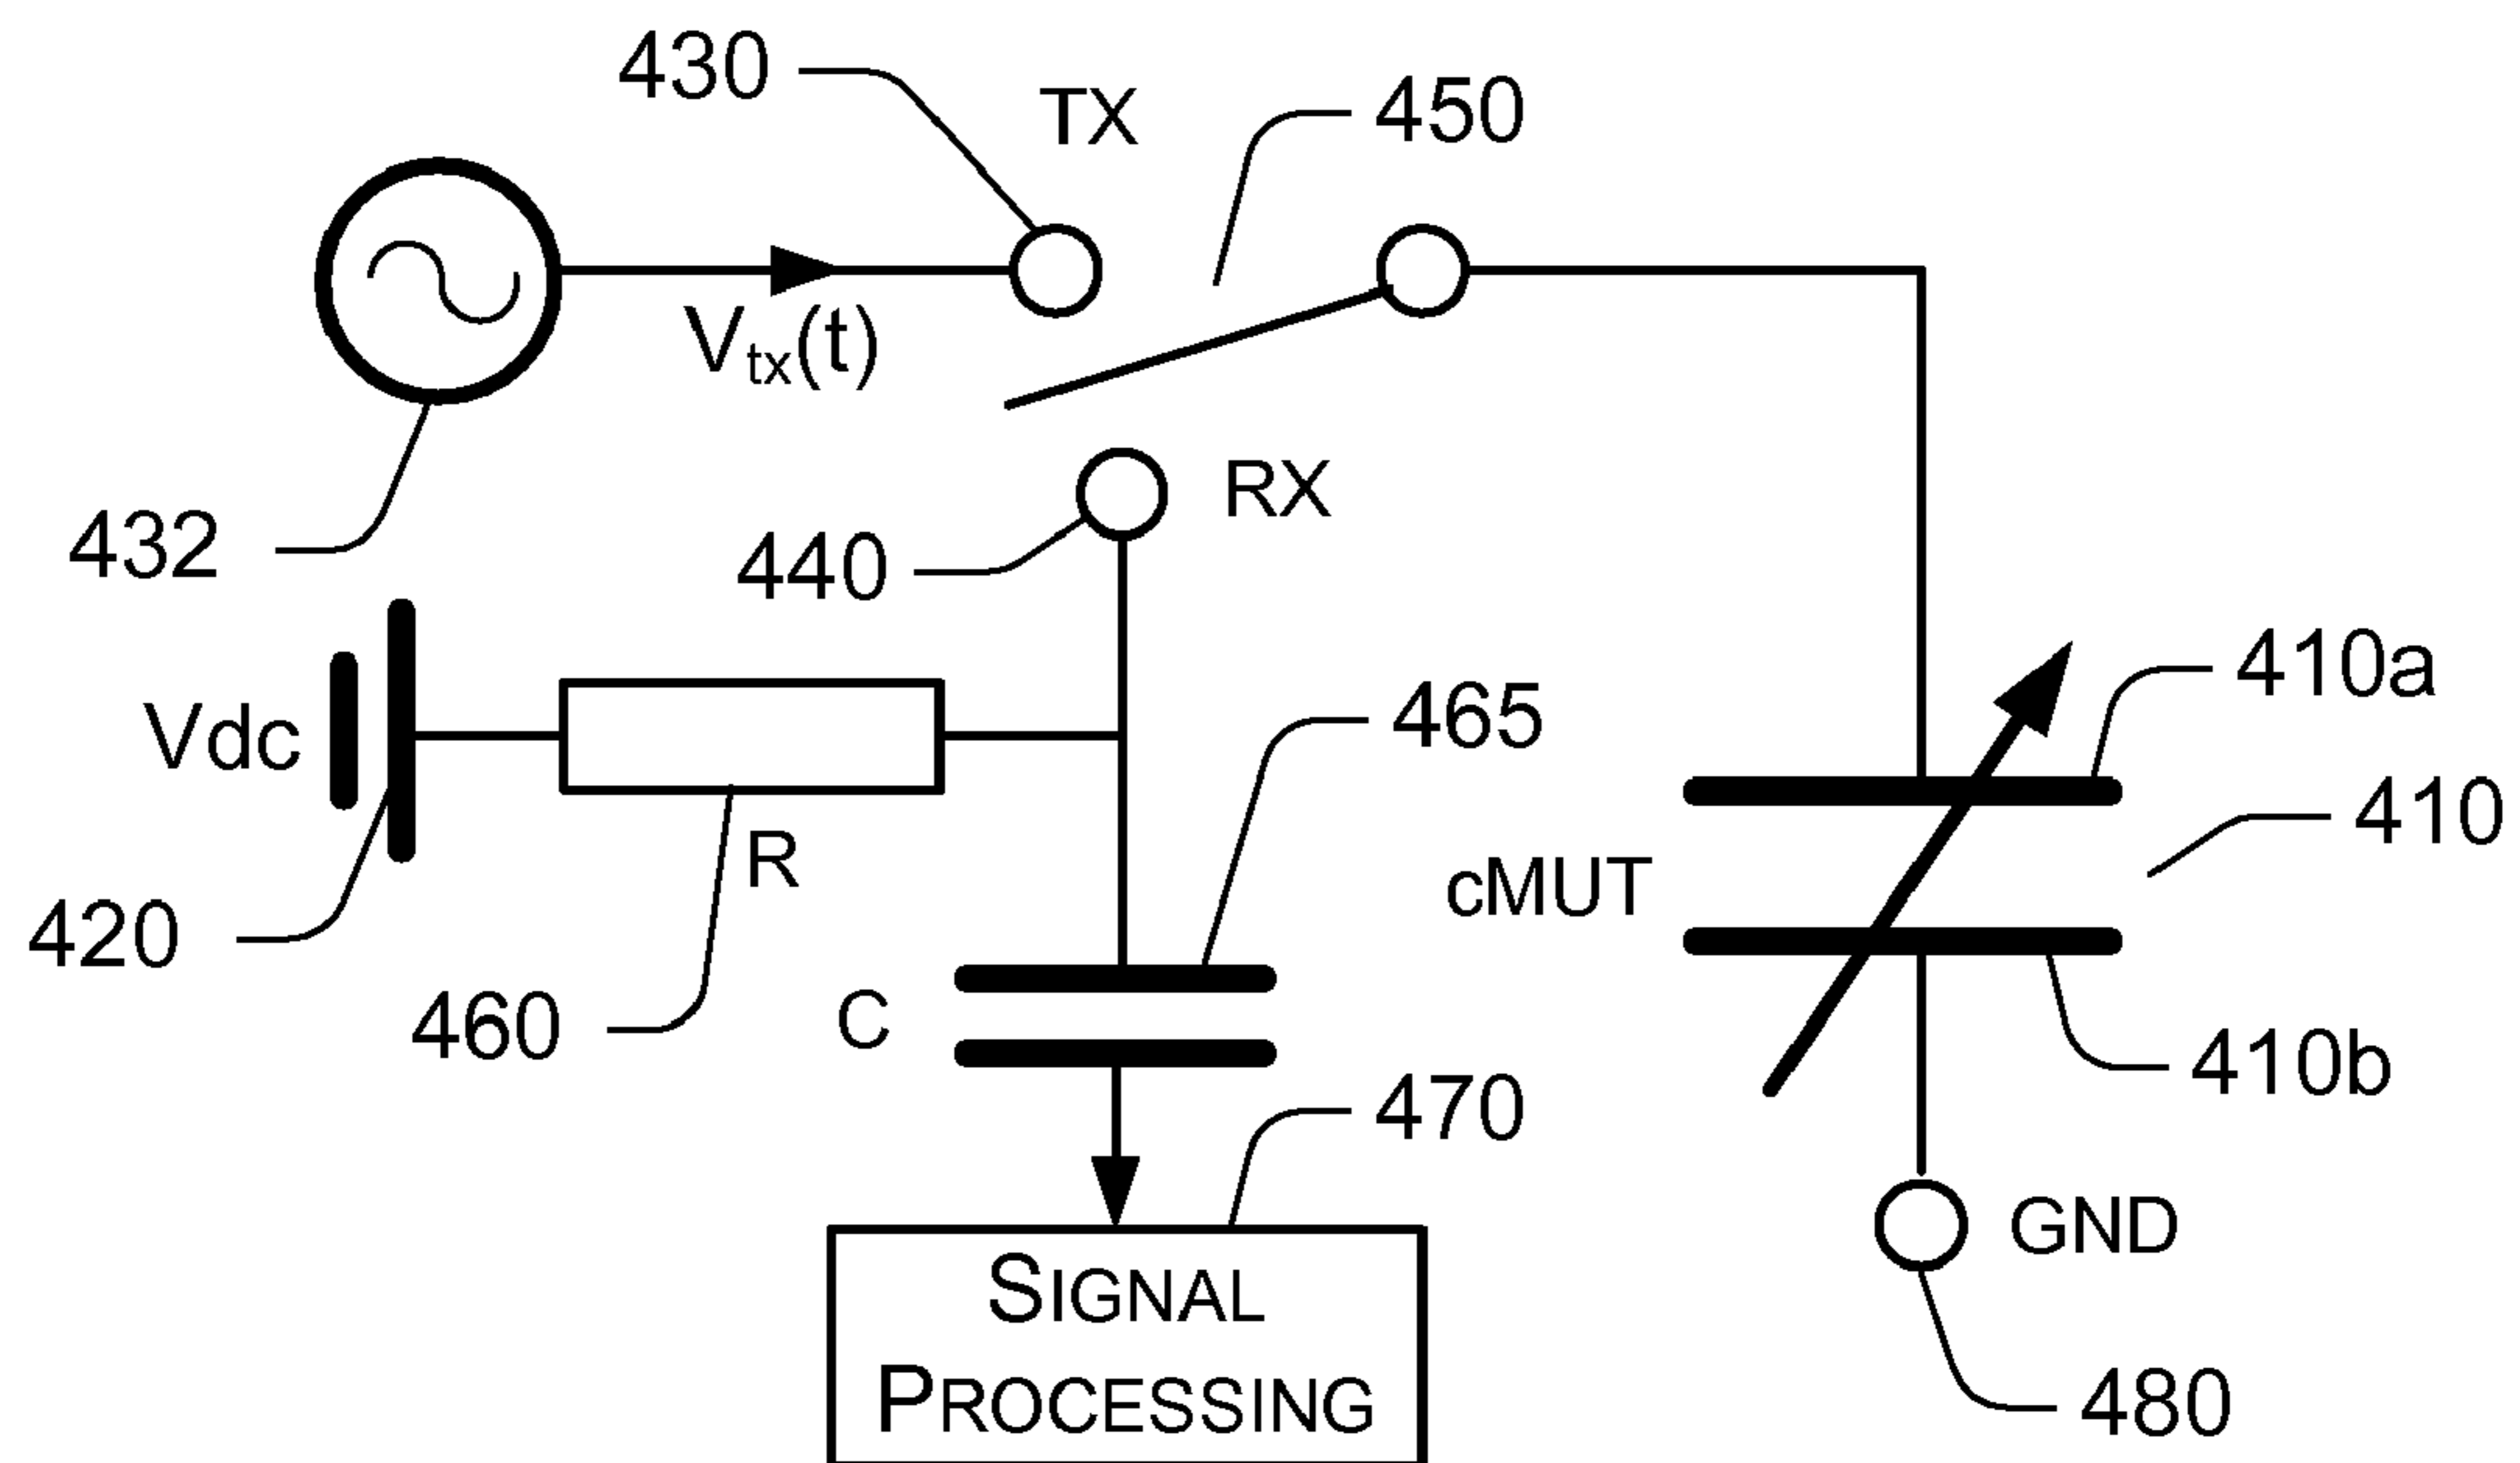 430
TX
450
Vtx(t)
432
RX
440
410a
465
Vdc
410
R
cMUT
420
460
C
410b
470
GND
SIGNAL
PROCESSING
480